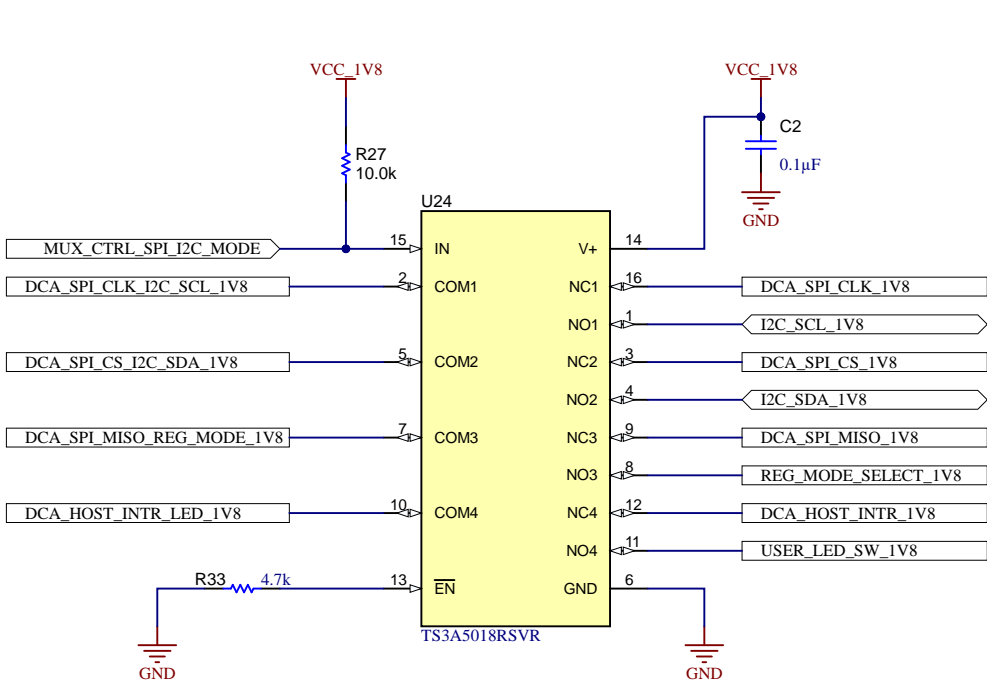 VCC_1V8
VCC_1V8
R27
10.0k
C2
0.1µF
GND
U24
MUX_CTRL_SPI_I2C_MODE
15
IN
V+
14
DCA_SPI_CLK_I2C_SCL_1V8
2
COM1
NC1
16
DCA_SPI_CLK_1V8
NO1
1
I2C_SCL_1V8
DCA_SPI_CS_I2C_SDA_1V8
5
COM2
NC2
3
DCA_SPI_CS_1V8
NO2
4
I2C_SDA_1V8
DCA_SPI_MISO_REG_MODE_1V8
7
COM3
NC3
9
DCA_SPI_MISO_1V8
NO3
8
REG_MODE_SELECT_1V8
DCA_HOST_INTR_LED_1V8
10
COM4
NC4
12
DCA_HOST_INTR_1V8
NO4
11
USER_LED_SW_1V8
R33
4.7k
13
EN
GND
6
TS3A5018RSVR
GND
GND